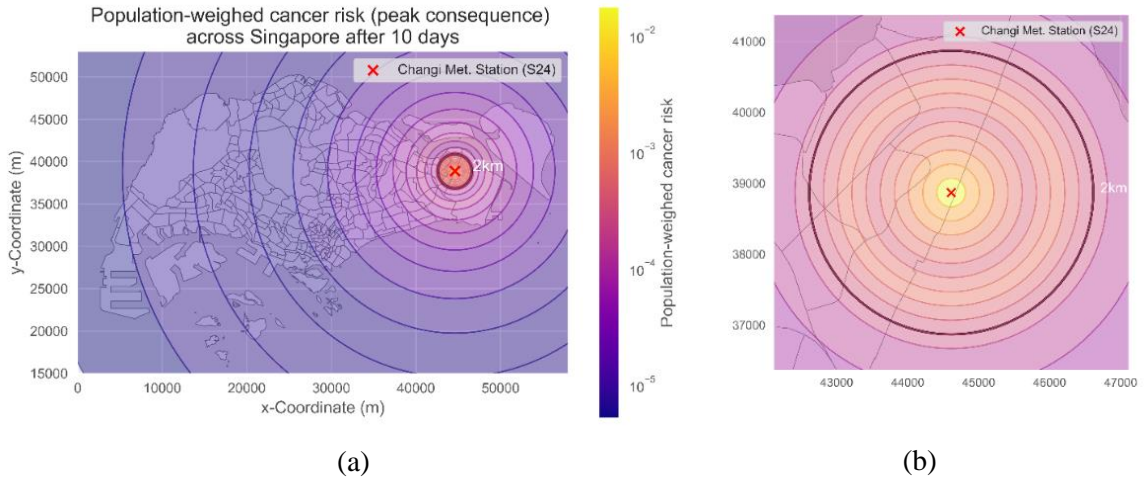 Population-weighed cancer risk (peak consequence)
across Singapore after 10 days
50000
45000
40000
35000
30000
25000
20000
15000
y-Coordinate (m)
0
10000
20000
30000
40000
50000
x-Coordinate (m)
Changi Met. Station (S24)
2km
10⁻²
10⁻³
10⁻⁴
10⁻⁵
Population-weighed cancer risk
(a)
41000
40000
39000
38000
37000
43000
44000
45000
46000
47000
Changi Met. Station (S24)
2km
(b)